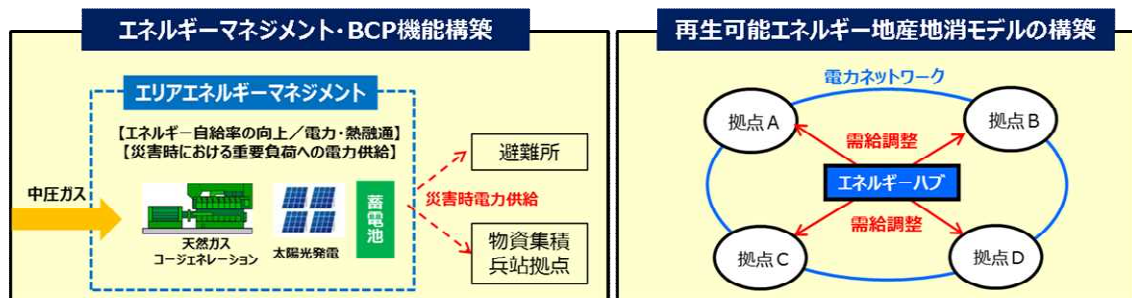 エネルギーマネジメント・BCP機能構築
エリアエネルギーマネジメント
【エネルギー自給率の向上／電力・熱融通】
【災害時における重要負荷への電力供給】
中圧ガス
天然ガス
コージェネレーション
太陽光発電
蓄電池
災害時電力供給
避難所
物資集積
兵站拠点
再生可能エネルギー地産地消モデルの構築
電力ネットワーク
拠点A
拠点B
需給調整
エネルギーハブ
需給調整
拠点C
拠点D